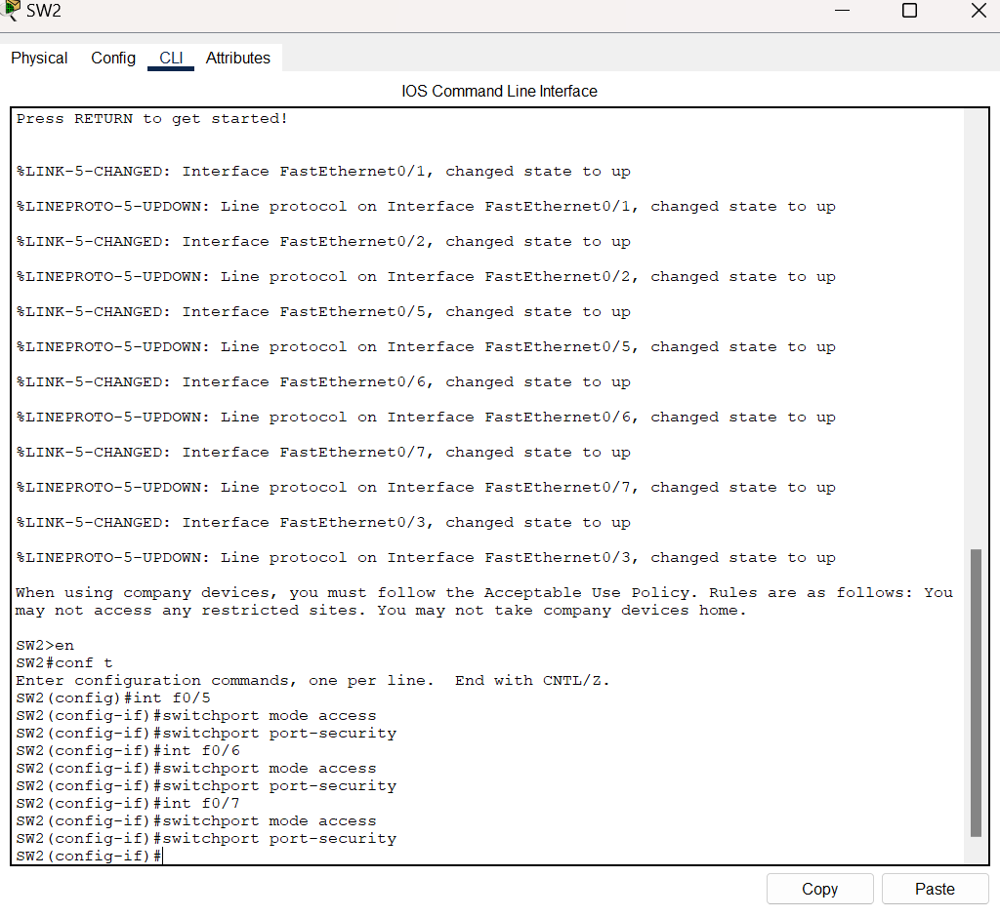 SW2
Physical Config CLI Attributes
IOS Command Line Interface
Press RETURN to get started!
%LINK-5-CHANGED: Interface FastEthernet0/1, changed state to up
%LINEPROTO-5-UPDOWN: Line protocol on Interface FastEthernet0/1, changed state to up
%LINK-5-CHANGED: Interface FastEthernet0/2, changed state to up
%LINEPROTO-5-UPDOWN: Line protocol on Interface FastEthernet0/2, changed state to up
%LINK-5-CHANGED: Interface FastEthernet0/5, changed state to up
%LINEPROTO-5-UPDOWN: Line protocol on Interface FastEthernet0/5, changed state to up
%LINK-5-CHANGED: Interface FastEthernet0/6, changed state to up
%LINEPROTO-5-UPDOWN: Line protocol on Interface FastEthernet0/6, changed state to up
%LINK-5-CHANGED: Interface FastEthernet0/7, changed state to up
%LINEPROTO-5-UPDOWN: Line protocol on Interface FastEthernet0/7, changed state to up
%LINK-5-CHANGED: Interface FastEthernet0/3, changed state to up
%LINEPROTO-5-UPDOWN: Line protocol on Interface FastEthernet0/3, changed state to up
When using company devices, you must follow the Acceptable Use Policy. Rules are as follows: You
may not access any restricted sites. You may not take company devices home.
SW2>en
SW2#conf t
Enter configuration commands, one per line.  End with CNTL/Z.
SW2(config)#int f0/5
SW2(config-if)#switchport mode access
SW2(config-if)#switchport port-security
SW2(config-if)#int f0/6
SW2(config-if)#switchport mode access
SW2(config-if)#switchport port-security
SW2(config-if)#int f0/7
SW2(config-if)#switchport mode access
SW2(config-if)#switchport port-security
SW2(config-if)#
Copy Paste